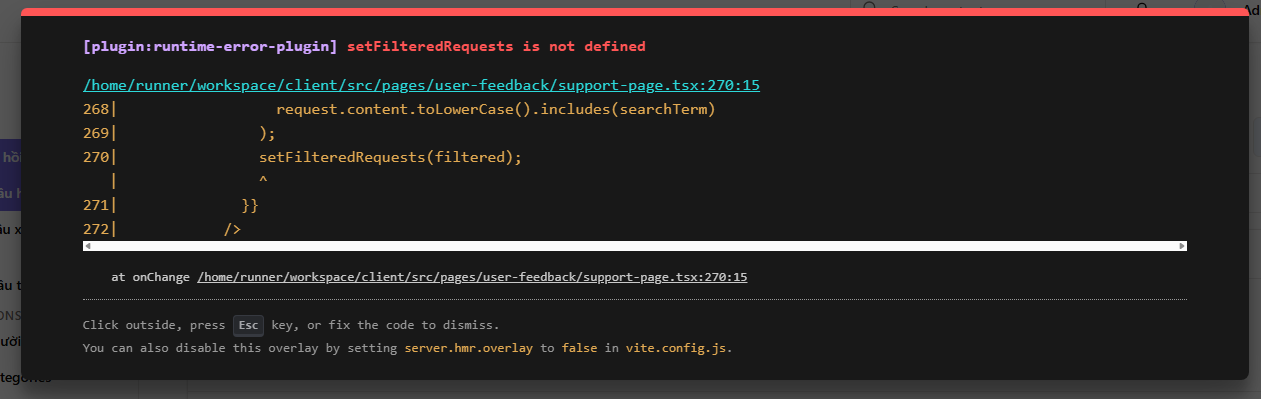 [plugin:runtime-error-plugin] setFilteredRequests is not defined
/home/runner/workspace/client/src/pages/user-feedback/support-page.tsx:270:15
268|                  request.content.toLowerCase().includes(searchTerm)
269|                );
270|                setFilteredRequests(filtered);
   |                ^
271|              }}
272|            />
at onChange /home/runner/workspace/client/src/pages/user-feedback/support-page.tsx:270:15
Click outside, press Esc key, or fix the code to dismiss.
You can also disable this overlay by setting server.hmr.overlay to false in vite.config.js.